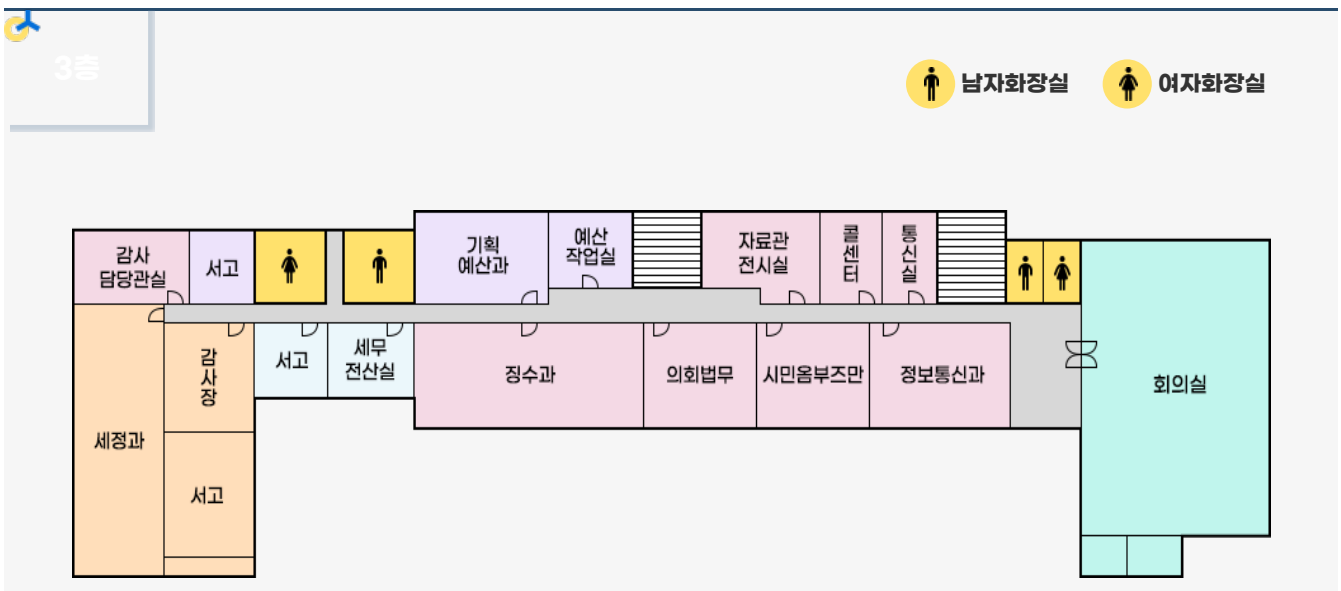 3층
남자화장실
여자화장실
감사
담당관실
서고
기획
예산과
예산
작업실
자료관
전시실
콜센터
통신실
세정과
감사장
서고
서고
세무
전산실
징수과
의회법무
시민옴부즈만
정보통신과
회의실